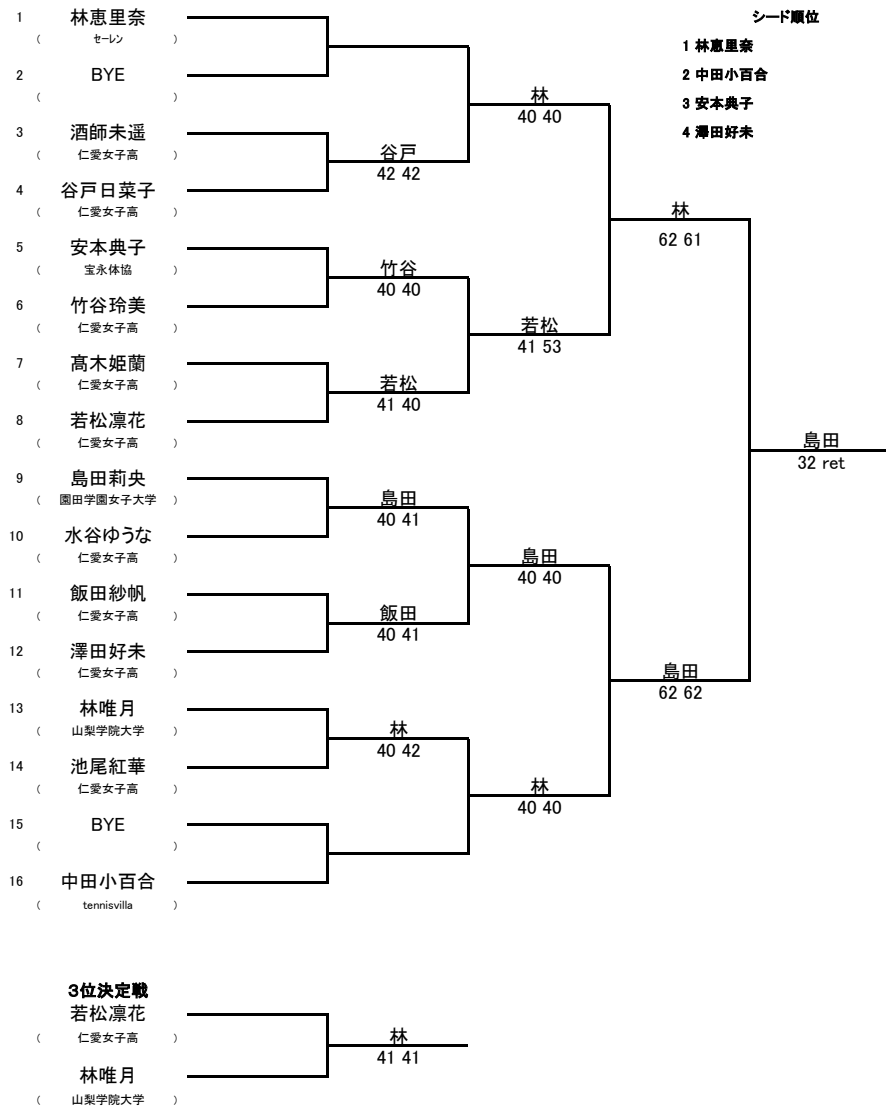 シード順位
1 林恵里奈
2 中田小百合
3 安本典子
4 澤田好未
1 林恵里奈
( セーレン )
2 BYE
( )
3 酒師未遥
( 仁愛女子高 )
4 谷戸日菜子
( 仁愛女子高 )
5 安本典子
( 宝永体協 )
6 竹谷玲美
( 仁愛女子高 )
7 髙木姫蘭
( 仁愛女子高 )
8 若松凛花
( 仁愛女子高 )
9 島田莉央
( 園田学園女子大学 )
10 水谷ゆうな
( 仁愛女子高 )
11 飯田紗帆
( 仁愛女子高 )
12 澤田好未
( 仁愛女子高 )
13 林唯月
( 山梨学院大学 )
14 池尾紅華
( 仁愛女子高 )
15 BYE
( )
16 中田小百合
( tennisvilla )
谷戸
42 42
竹谷
40 40
若松
41 40
島田
40 41
飯田
40 41
林
40 42
林
40 40
若松
41 53
島田
40 40
林
40 40
林
62 61
島田
62 62
島田
32 ret
3位決定戦
若松凛花
( 仁愛女子高 )
林唯月
( 山梨学院大学 )
林
41 41